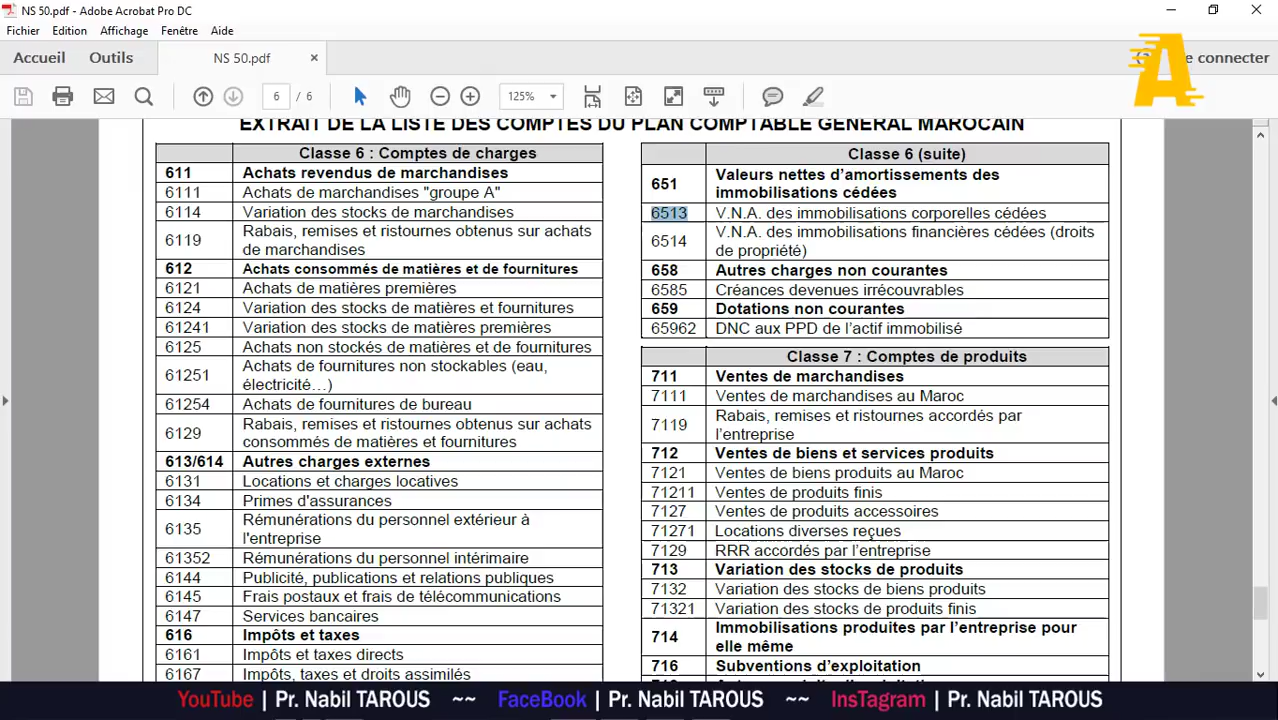 NS 50.pdf - Adobe Acrobat Pro DC
Fichier Edition Affichage Fenêtre Aide
Accueil Outils NS 50.pdf × se connecter
6 / 6 125%
EXTRAIT DE LA LISTE DES COMPTES DU PLAN COMPTABLE GENERAL MAROCAIN
Classe 6 : Comptes de charges
611 Achats revendus de marchandises
6111 Achats de marchandises "groupe A"
6114 Variation des stocks de marchandises
6119 Rabais, remises et ristournes obtenus sur achats
de marchandises
612 Achats consommés de matières et de fournitures
6121 Achats de matières premières
6124 Variation des stocks de matières et fournitures
61241 Variation des stocks de matières premières
6125 Achats non stockés de matières et de fournitures
61251 Achats de fournitures non stockables (eau,
électricité…)
61254 Achats de fournitures de bureau
6129 Rabais, remises et ristournes obtenus sur achats
consommés de matières et fournitures
613/614 Autres charges externes
6131 Locations et charges locatives
6134 Primes d'assurances
6135 Rémunérations du personnel extérieur à
l'entreprise
61352 Rémunérations du personnel intérimaire
6144 Publicité, publications et relations publiques
6145 Frais postaux et frais de télécommunications
6147 Services bancaires
616 Impôts et taxes
6161 Impôts et taxes directs
6167 Impôts, taxes et droits assimilés
Classe 6 (suite)
651 Valeurs nettes d'amortissements des
immobilisations cédées
6513 V.N.A. des immobilisations corporelles cédées
6514 V.N.A. des immobilisations financières cédées (droits
de propriété)
658 Autres charges non courantes
6585 Créances devenues irrécouvrables
659 Dotations non courantes
65962 DNC aux PPD de l'actif immobilisé
Classe 7 : Comptes de produits
711 Ventes de marchandises
7111 Ventes de marchandises au Maroc
7119 Rabais, remises et ristournes accordés par
l'entreprise
712 Ventes de biens et services produits
7121 Ventes de biens produits au Maroc
71211 Ventes de produits finis
7127 Ventes de produits accessoires
71271 Locations diverses reçues
7129 RRR accordés par l'entreprise
713 Variation des stocks de produits
7132 Variation des stocks de biens produits
71321 Variation des stocks de produits finis
714 Immobilisations produites par l'entreprise pour
elle même
716 Subventions d'exploitation
YouTube | Pr. Nabil TAROUS ~~ FaceBook | Pr. Nabil TAROUS ~~ InsTagram | Pr. Nabil TAROUS